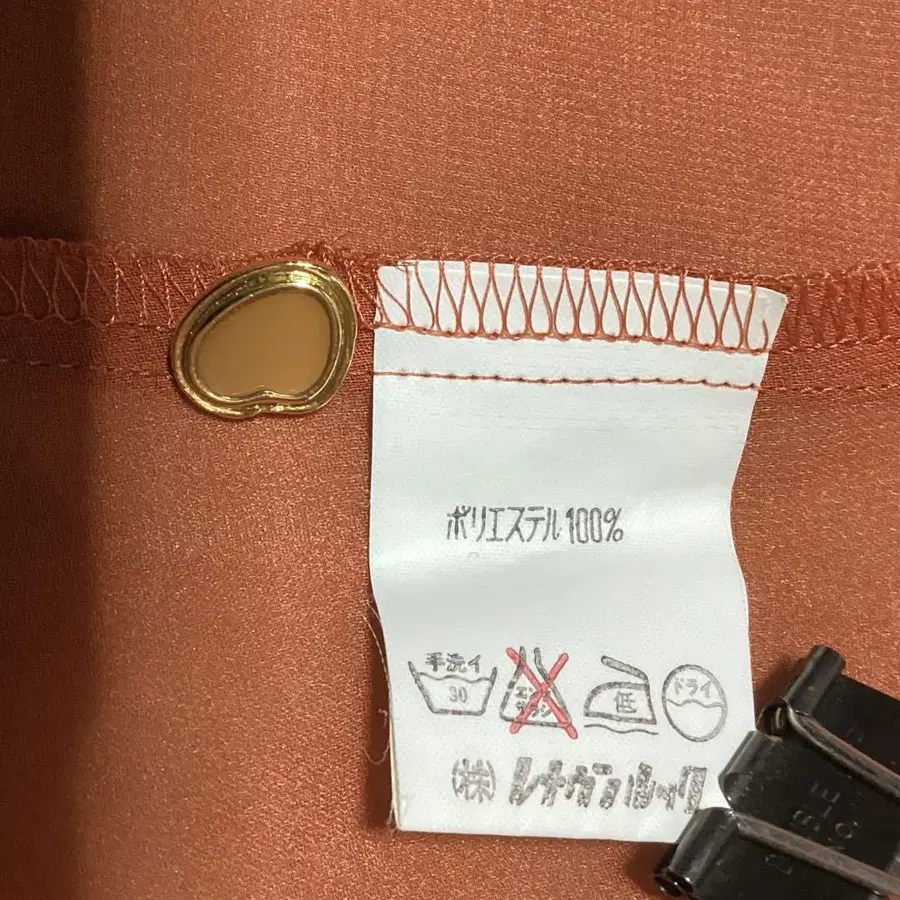 ポリエステル100%
手洗イ
30
低
ドライ
(株)レナウンルック